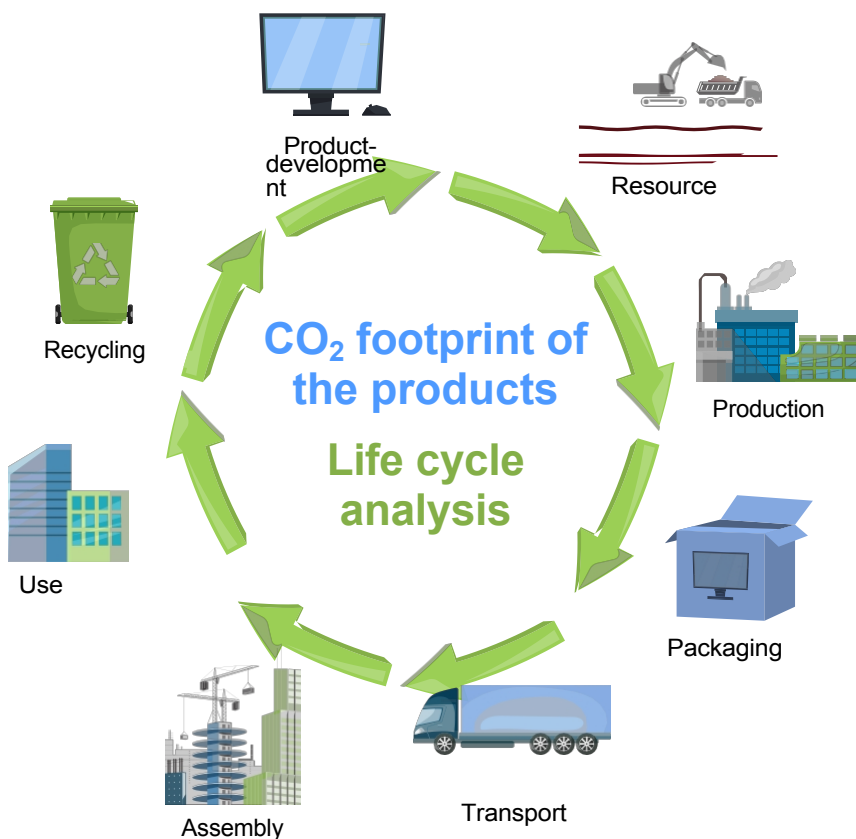 Product-
developme
nt
Resource
Recycling
CO₂ footprint of
the products
Production
Life cycle
analysis
Use
Packaging
Transport
Assembly